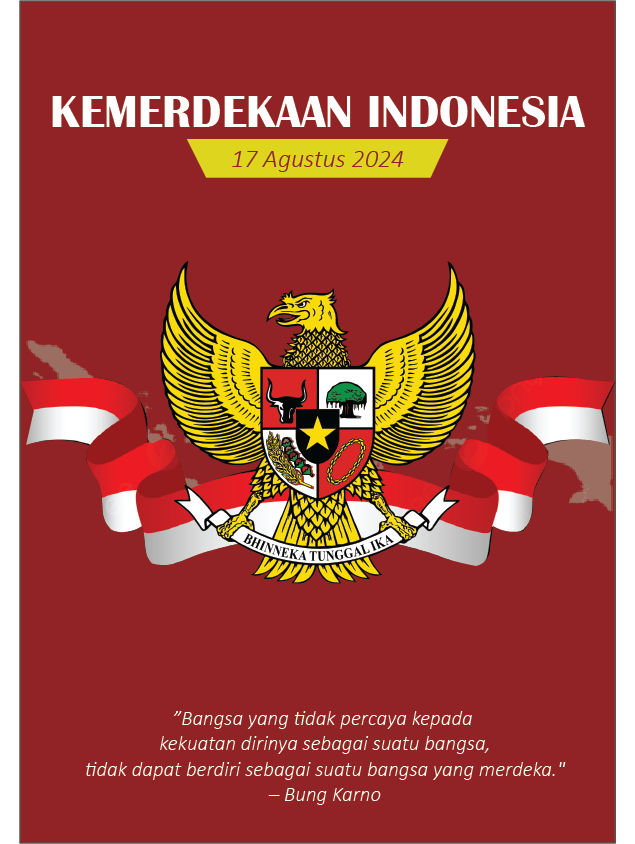 KEMERDEKAAN INDONESIA
17 Agustus 2024
BHINNEKA TUNGGAL IKA
”Bangsa yang tidak percaya kepada
kekuatan dirinya sebagai suatu bangsa,
tidak dapat berdiri sebagai suatu bangsa yang merdeka."
– Bung Karno